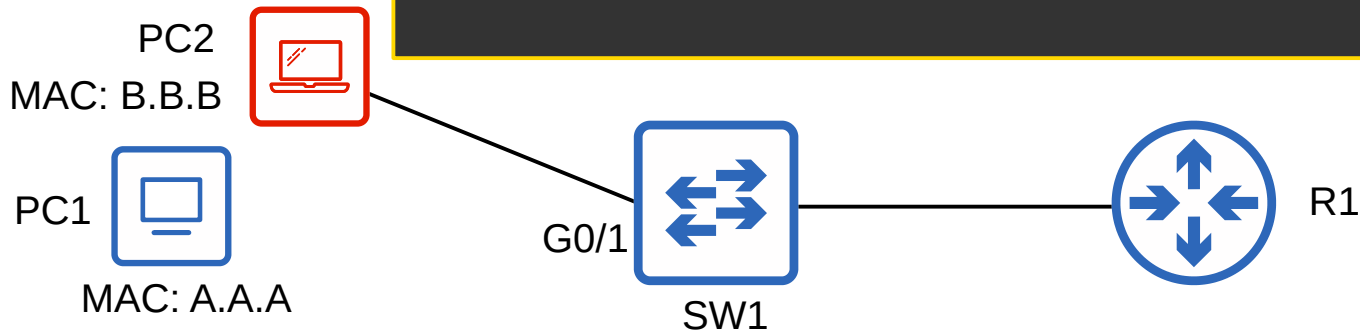 PC2
MAC: B.B.B
PC1
MAC: A.A.A
G0/1
SW1
R1